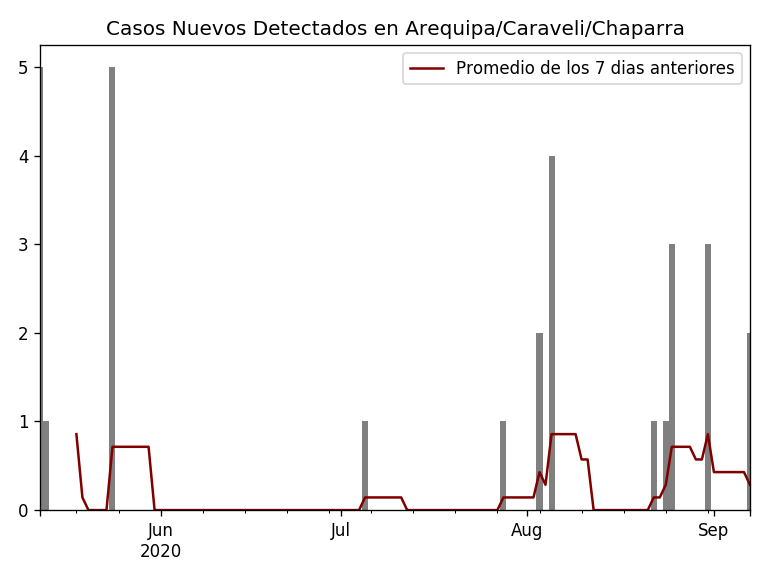 Casos Nuevos Detectados en Arequipa/Caraveli/Chaparra
Promedio de los 7 dias anteriores
5
4
3
2
1
0
Jun
2020
Jul
Aug
Sep